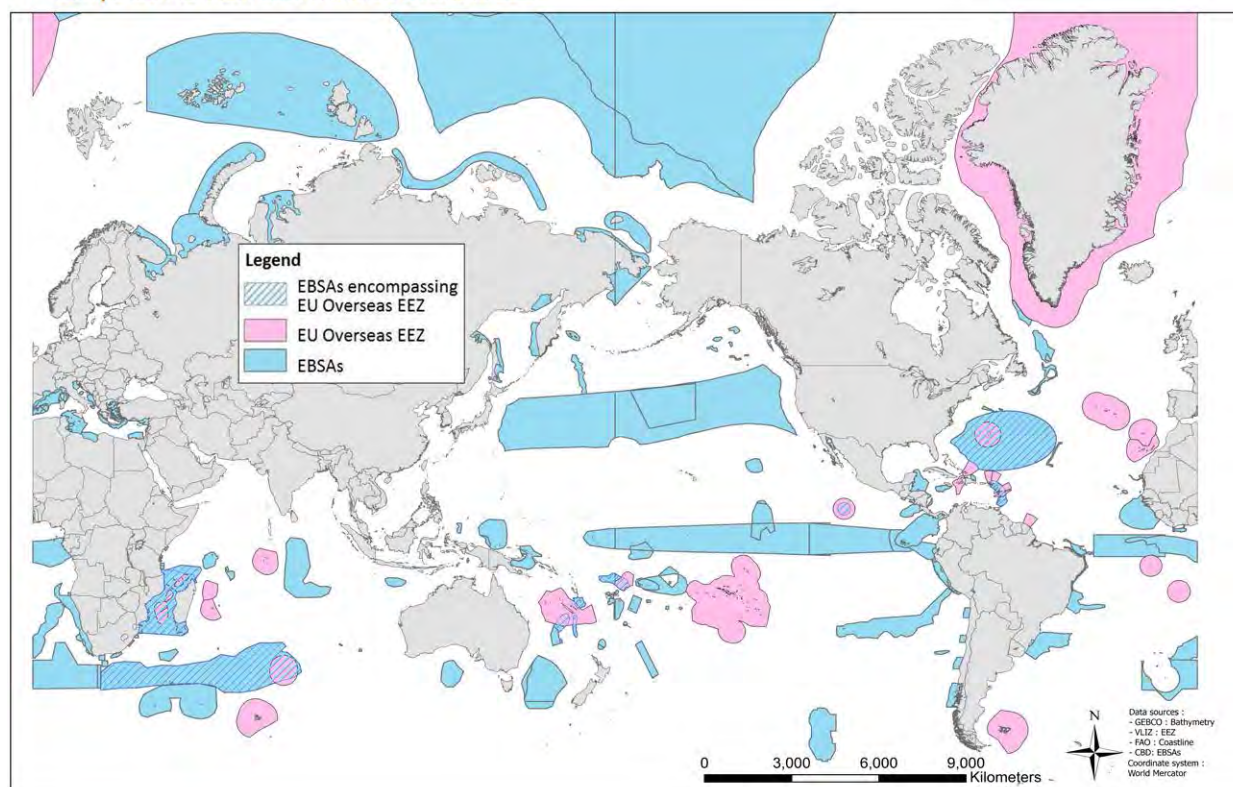 Legend
EBSAs encompassing
EU Overseas EEZ
EU Overseas EEZ
EBSAs
N
Data sources :
- GEBCO : Bathymetry
- VLIZ : EEZ
- FAO : Coastline
- CBD: EBSAs
Coordinate system :
World Mercator
0 3,000 6,000 9,000
Kilometers